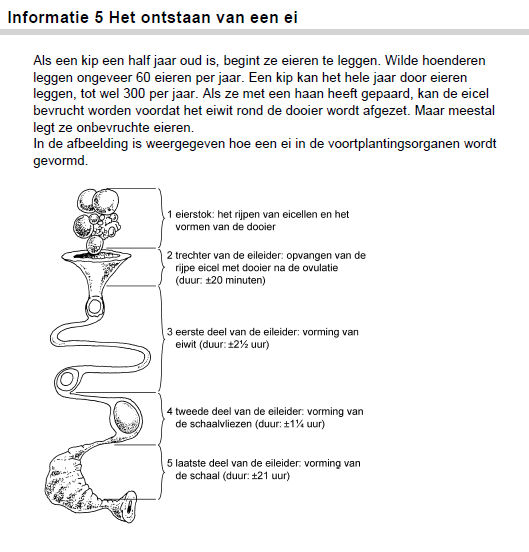 Informatie 5 Het ontstaan van een ei
Als een kip een half jaar oud is, begint ze eieren te leggen. Wilde hoenderen
leggen ongeveer 60 eieren per jaar. Een kip kan het hele jaar door eieren
leggen, tot wel 300 per jaar. Als ze met een haan heeft gepaard, kan de eicel
bevrucht worden voordat het eiwit rond de dooier wordt afgezet. Maar meestal
legt ze onbevruchte eieren.
In de afbeelding is weergegeven hoe een ei in de voortplantingsorganen wordt
gevormd.
1 eierstok: het rijpen van eicellen en het
vormen van de dooier
2 trechter van de eileider: opvangen van de
rijpe eicel met dooier na de ovulatie
(duur: ±20 minuten)
3 eerste deel van de eileider: vorming van
eiwit (duur: ±2½ uur)
4 tweede deel van de eileider: vorming van
de schaalvliezen (duur: ±1¼ uur)
5 laatste deel van de eileider: vorming van
de schaal (duur: ±21 uur)